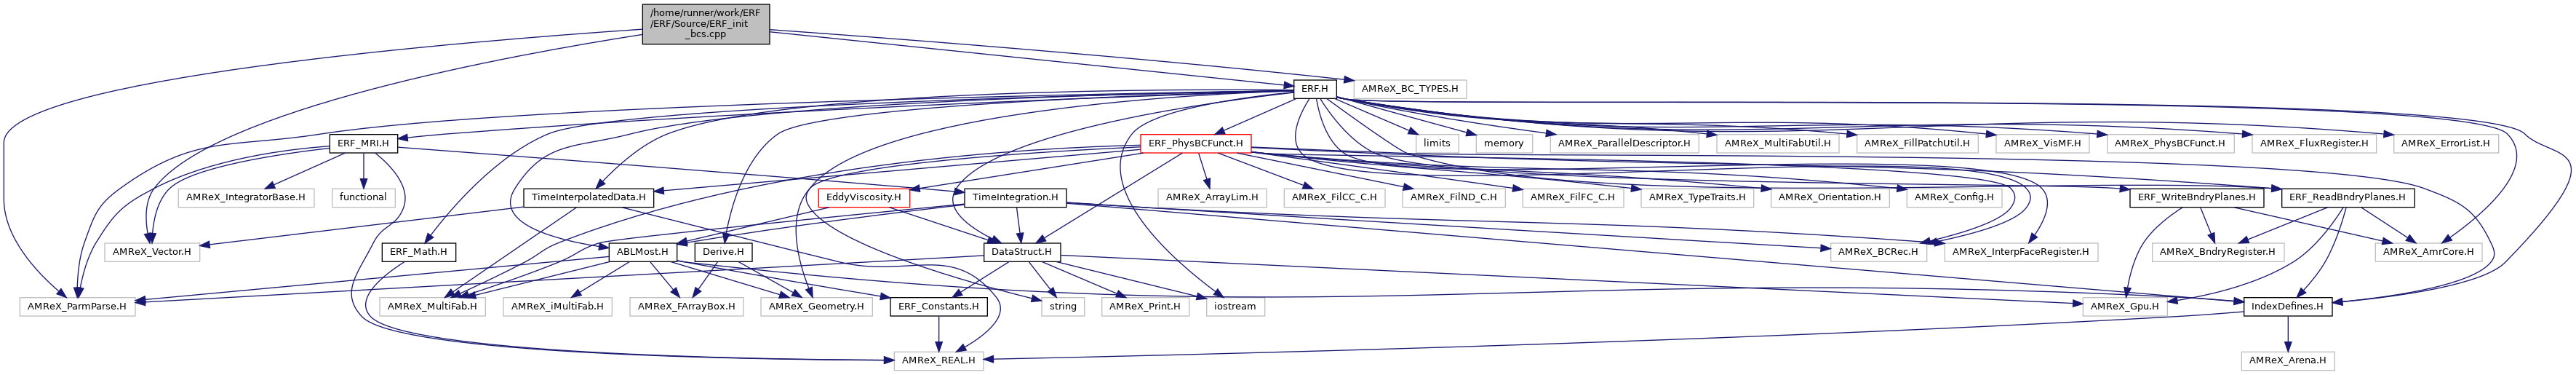 /home/runner/work/ERF
/ERF/Source/ERF_init
_bcs.cpp
ERF.H
AMReX_BC_TYPES.H
ERF_MRI.H
ERF_PhysBCFunct.H
limits
memory
AMReX_ParallelDescriptor.H
AMReX_MultiFabUtil.H
AMReX_FillPatchUtil.H
AMReX_VisMF.H
AMReX_PhysBCFunct.H
AMReX_FluxRegister.H
AMReX_ErrorList.H
AMReX_IntegratorBase.H
functional
TimeInterpolatedData.H
EddyViscosity.H
TimeIntegration.H
AMReX_ArrayLim.H
AMReX_FilCC_C.H
AMReX_FilND_C.H
AMReX_FilFC_C.H
AMReX_TypeTraits.H
AMReX_Orientation.H
AMReX_Config.H
ERF_WriteBndryPlanes.H
ERF_ReadBndryPlanes.H
AMReX_Vector.H
ERF_Math.H
ABLMost.H
Derive.H
DataStruct.H
AMReX_BCRec.H
AMReX_InterpFaceRegister.H
AMReX_BndryRegister.H
AMReX_AmrCore.H
AMReX_ParmParse.H
AMReX_MultiFab.H
AMReX_iMultiFab.H
AMReX_FArrayBox.H
AMReX_Geometry.H
ERF_Constants.H
string
AMReX_Print.H
iostream
AMReX_Gpu.H
IndexDefines.H
AMReX_REAL.H
AMReX_Arena.H